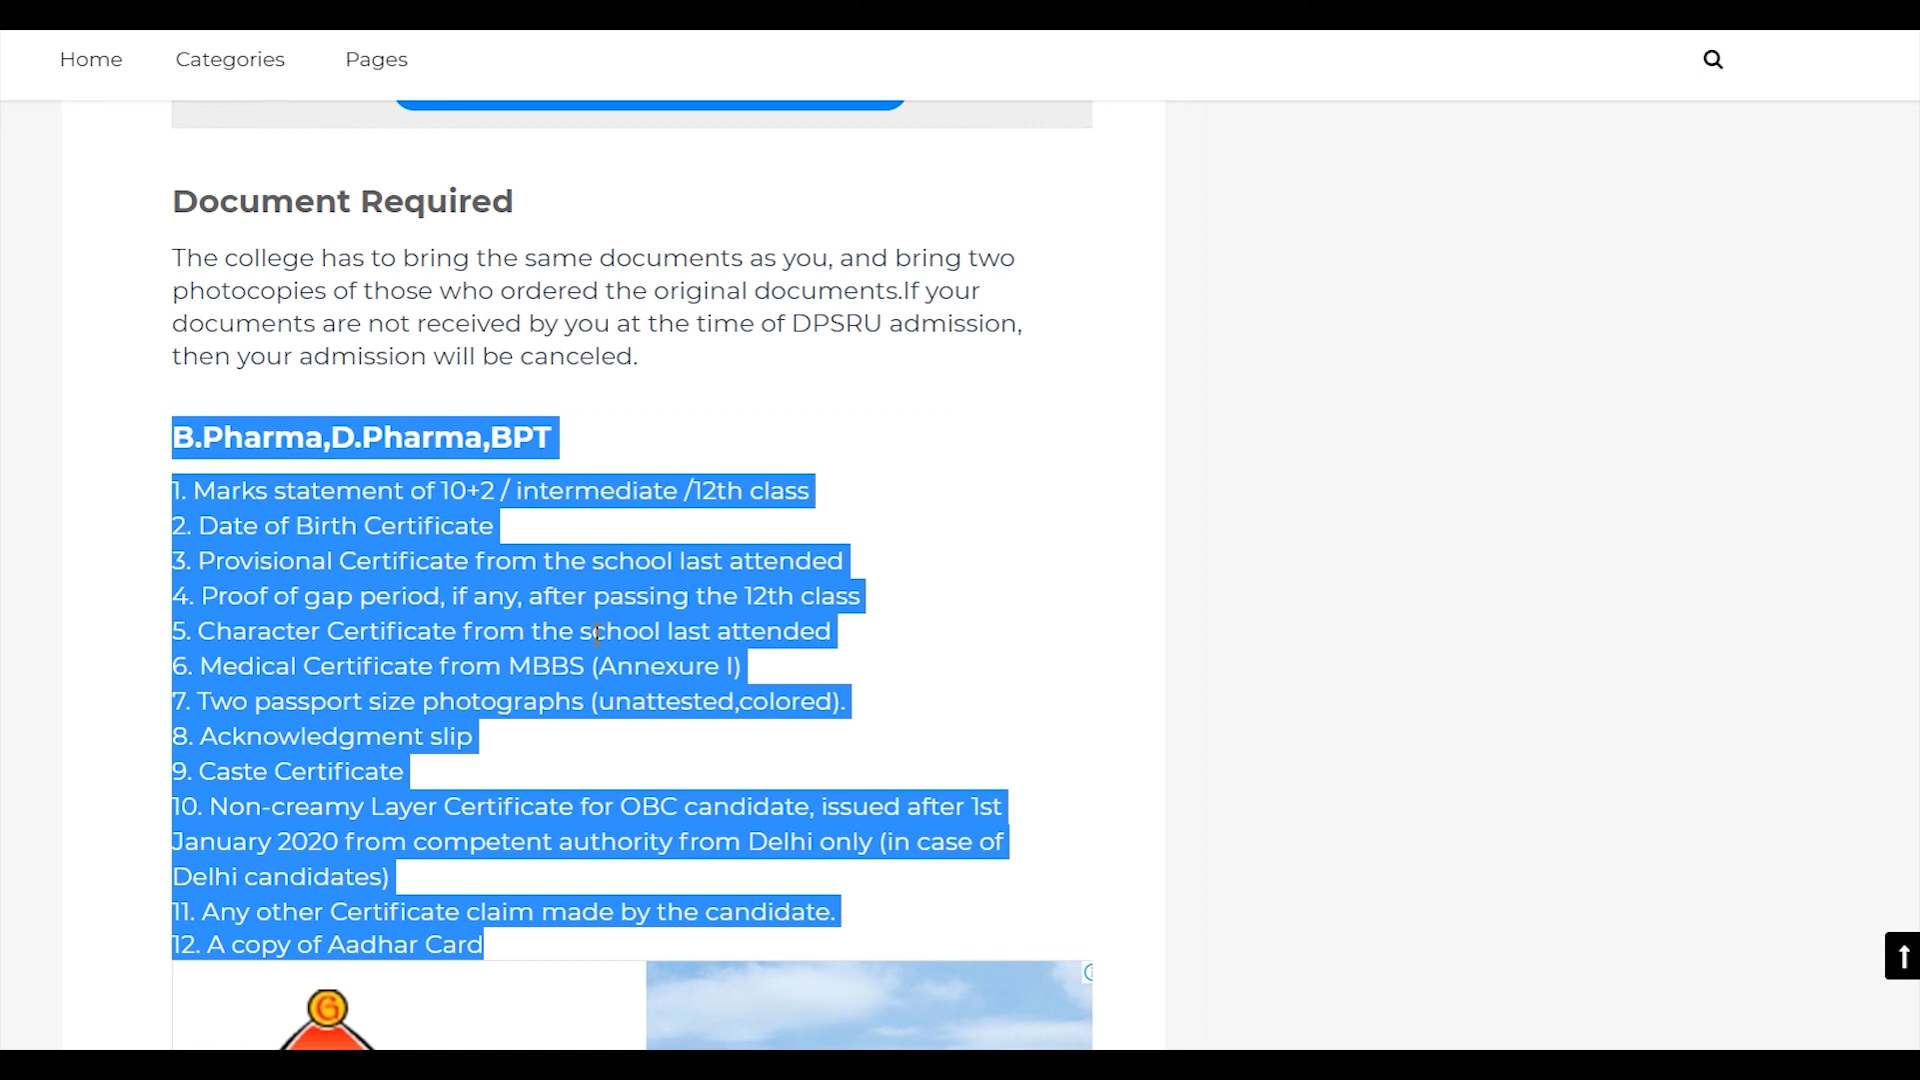 Home Categories Pages
Document Required
The college has to bring the same documents as you, and bring two
photocopies of those who ordered the original documents.If your
documents are not received by you at the time of DPSRU admission,
then your admission will be canceled.
B.Pharma,D.Pharma,BPT
1. Marks statement of 10+2 / intermediate /12th class
2. Date of Birth Certificate
3. Provisional Certificate from the school last attended
4. Proof of gap period, if any, after passing the 12th class
5. Character Certificate from the school last attended
6. Medical Certificate from MBBS (Annexure I)
7. Two passport size photographs (unattested,colored).
8. Acknowledgment slip
9. Caste Certificate
10. Non-creamy Layer Certificate for OBC candidate, issued after 1st
January 2020 from competent authority from Delhi only (in case of
Delhi candidates)
11. Any other Certificate claim made by the candidate.
12. A copy of Aadhar Card
G